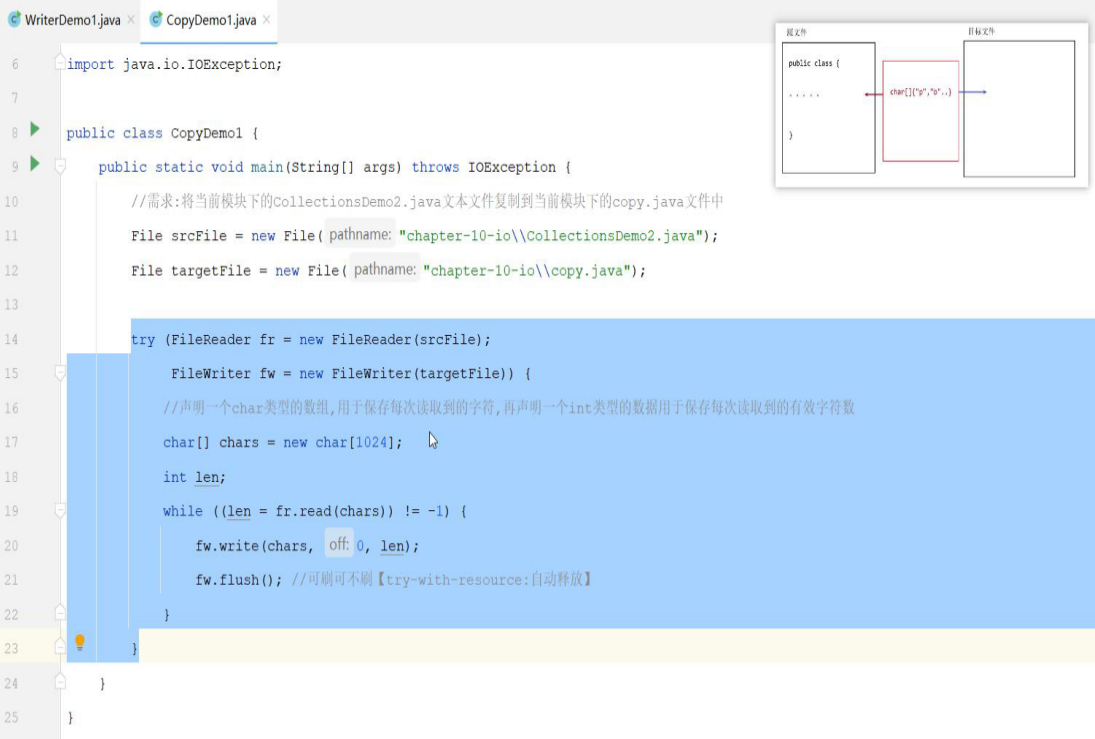 WriterDemo1.java × CopyDemo1.java ×
源文件 目标文件
public class {
. . . . .
char[]{"p","b"..}
}
6 import java.io.IOException;
7
8 public class CopyDemo1 {
9 public static void main(String[] args) throws IOException {
10 //需求:将当前模块下的CollectionsDemo2.java文本文件复制到当前模块下的copy.java文件中
11 File srcFile = new File( pathname: "chapter-10-io\\CollectionsDemo2.java");
12 File targetFile = new File( pathname: "chapter-10-io\\copy.java");
13
14 try (FileReader fr = new FileReader(srcFile);
15 FileWriter fw = new FileWriter(targetFile)) {
16 //声明一个char类型的数组,用于保存每次读取到的字符,再声明一个int类型的数据用于保存每次读取到的有效字符数
17 char[] chars = new char[1024];
18 int len;
19 while ((len = fr.read(chars)) != -1) {
20 fw.write(chars, off: 0, len);
21 fw.flush(); //可刷可不刷【try-with-resource:自动释放】
22 }
23 }
24 }
25 }